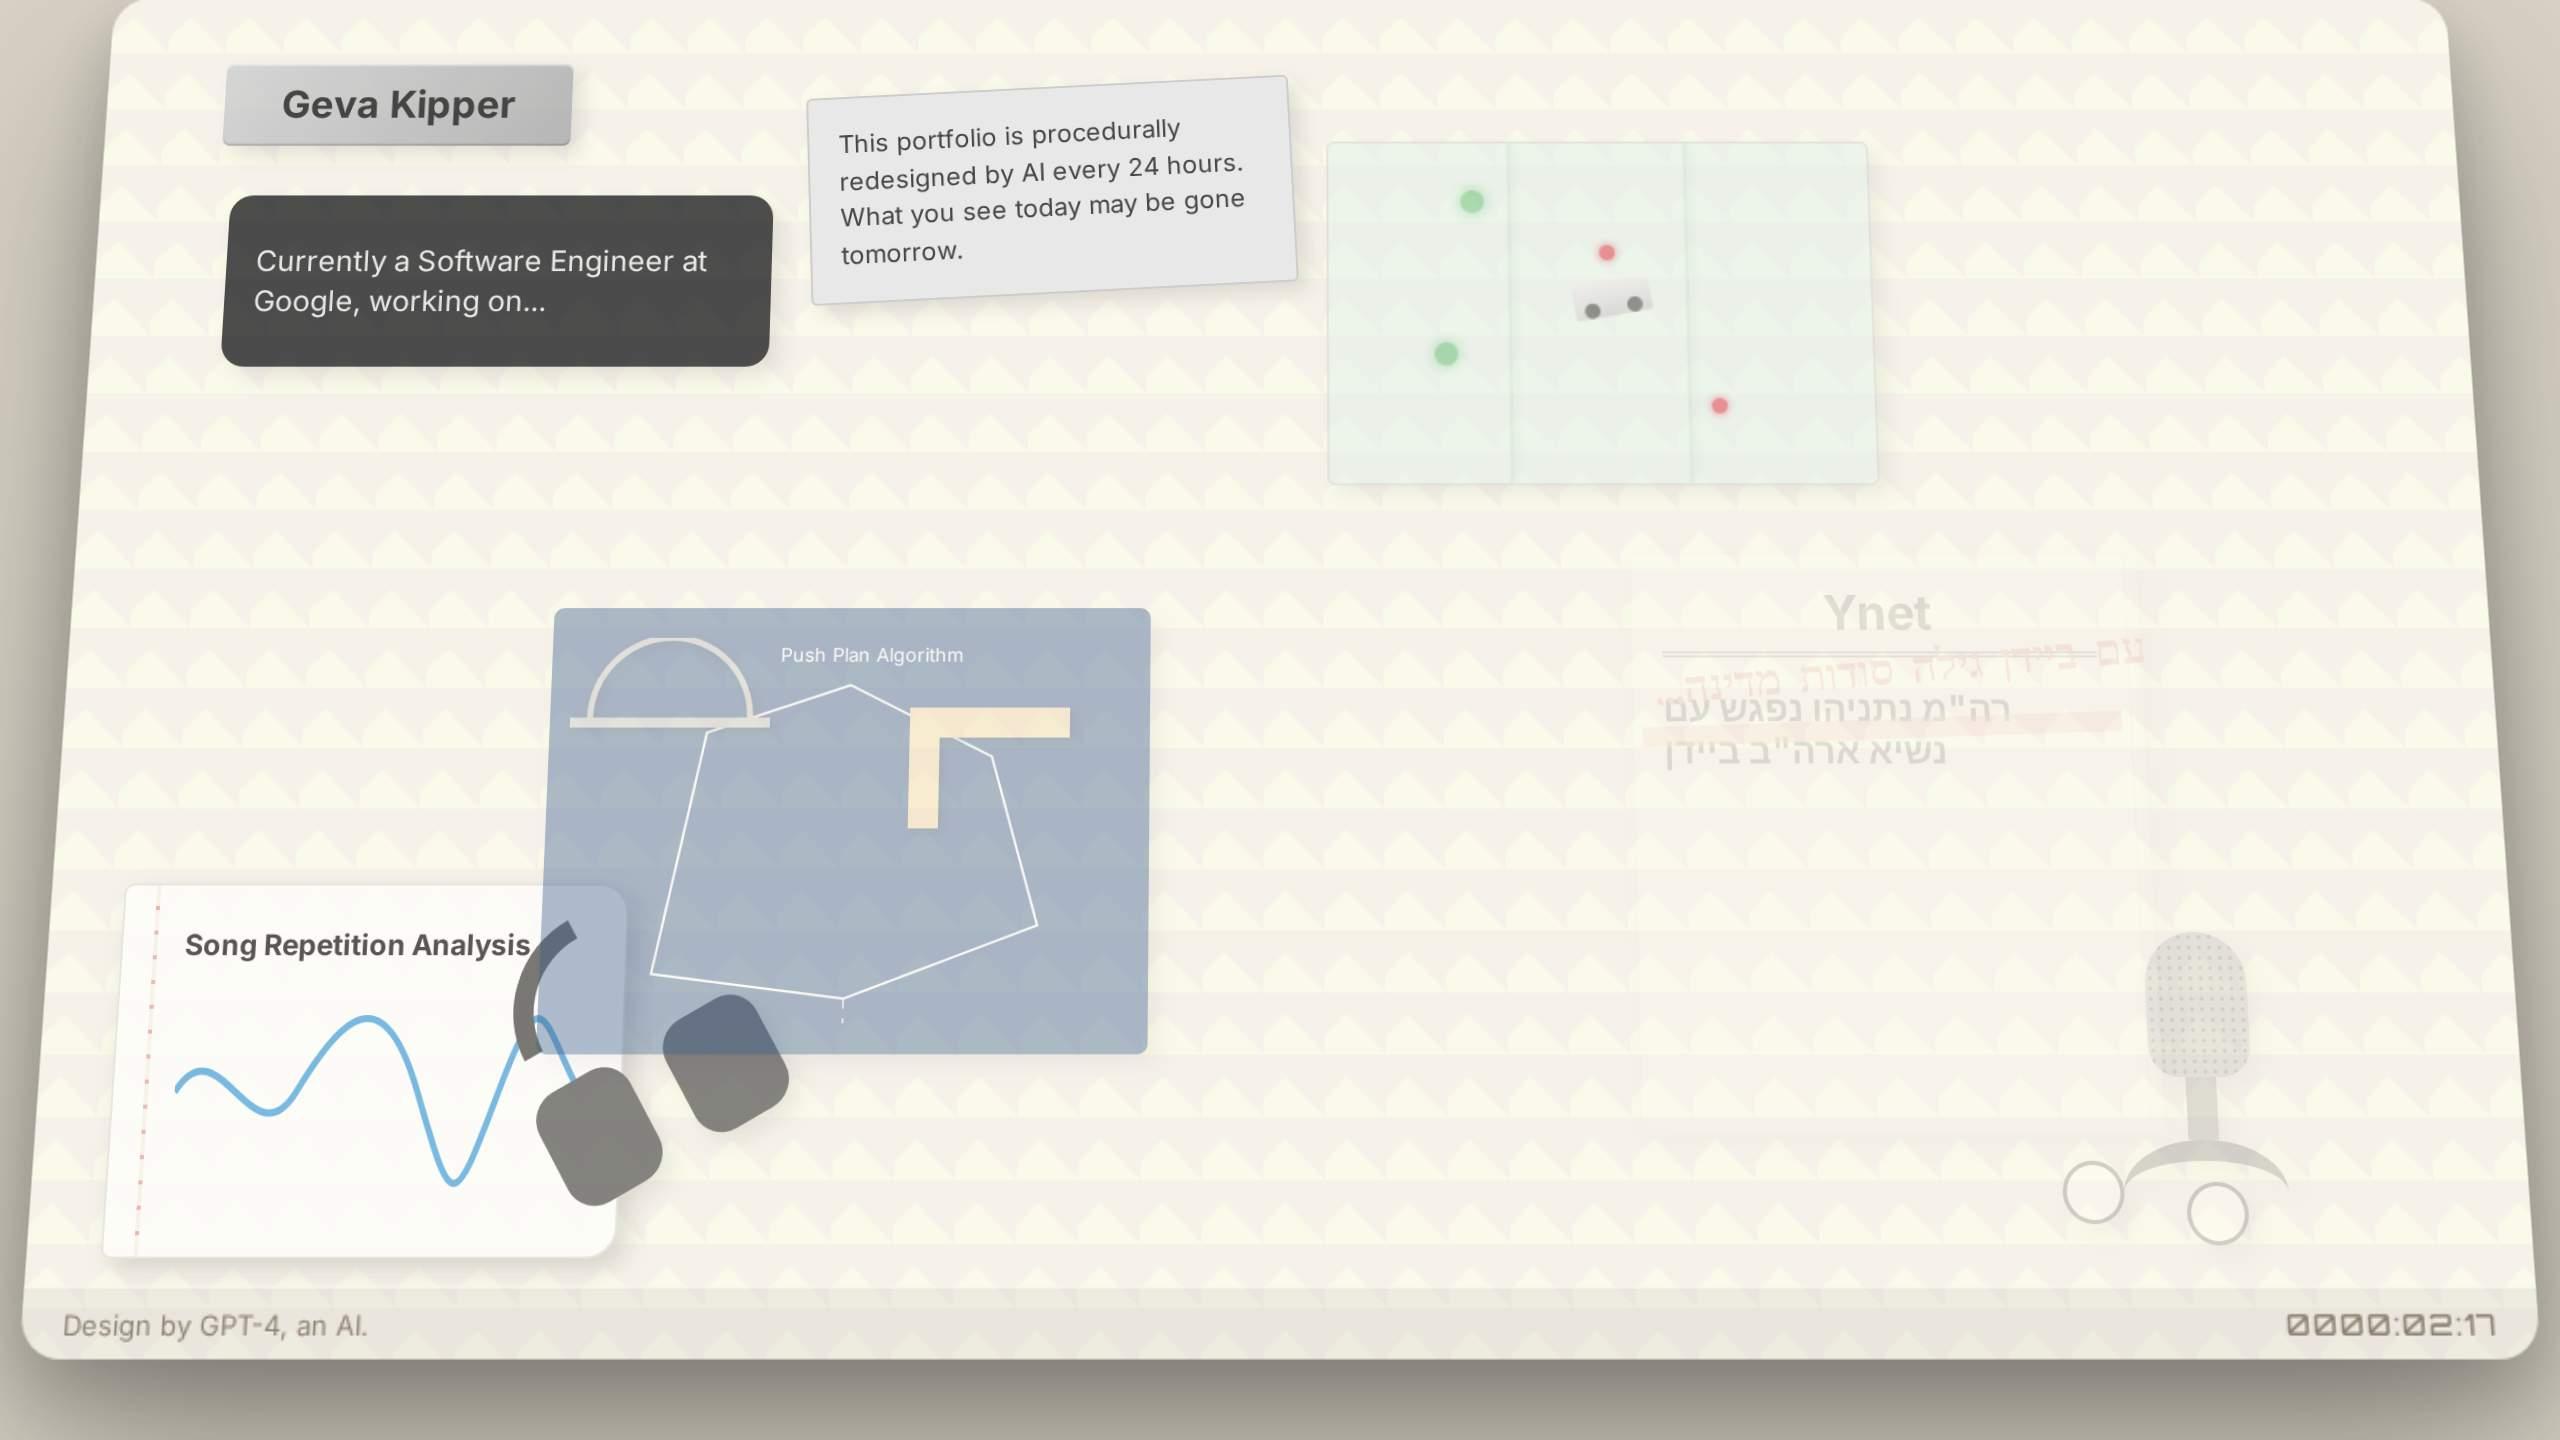 Geva Kipper
Currently a Software Engineer at
Google, working on...
This portfolio is procedurally
redesigned by AI every 24 hours.
What you see today may be gone
tomorrow.
Push Plan Algorithm
Ynet
עם ביידן גילה סודות מדינה...
רה"מ נתניהו נפגש עם
נשיא ארה"ב ביידן
Song Repetition Analysis
Design by GPT-4, an AI.
0000:02:17